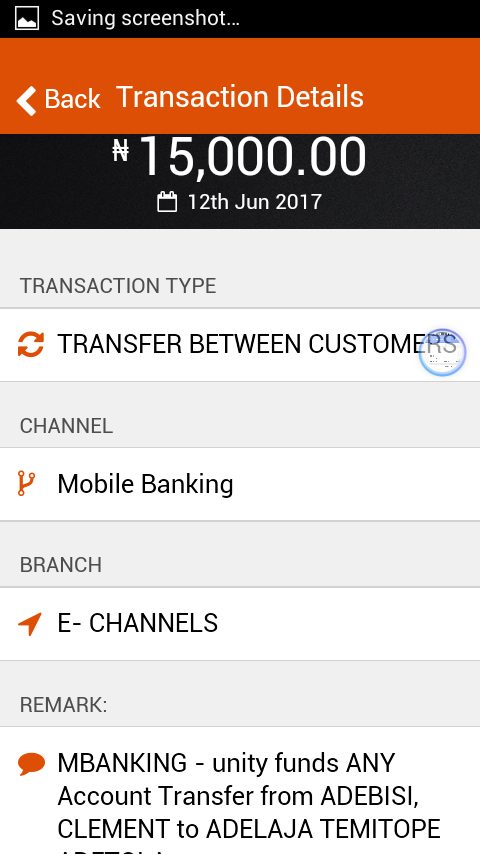 Saving screenshot...
Back Transaction Details
₦ 15,000.00
12th Jun 2017
TRANSACTION TYPE
TRANSFER BETWEEN CUSTOMERS
CHANNEL
Mobile Banking
BRANCH
E- CHANNELS
REMARK:
MBANKING - unity funds ANY
Account Transfer from ADEBISI,
CLEMENT to ADELAJA TEMITOPE